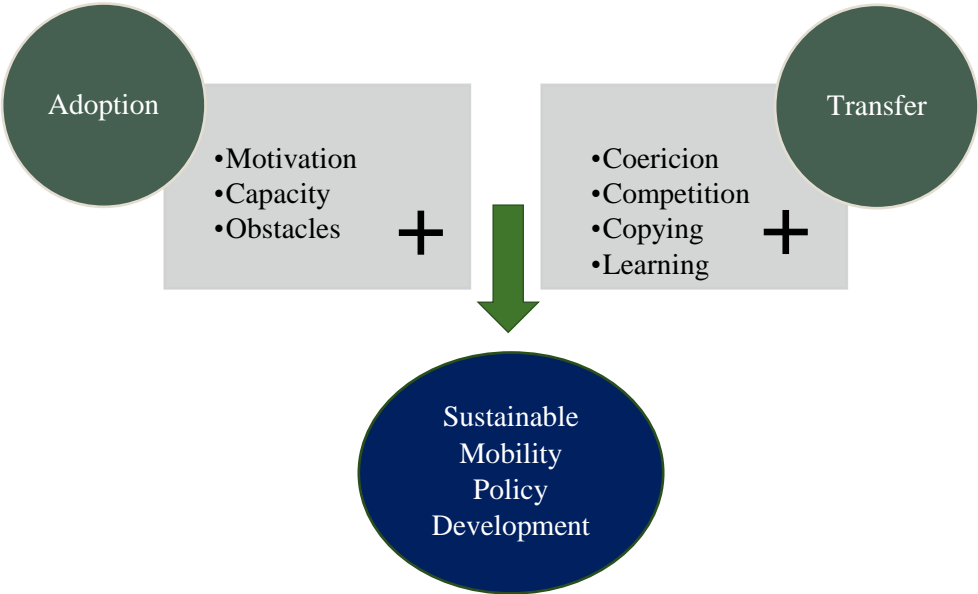 Adoption
•Motivation
•Capacity
•Obstacles
+
Transfer
•Coericion
•Competition
•Copying
•Learning
+
Sustainable
Mobility
Policy
Development